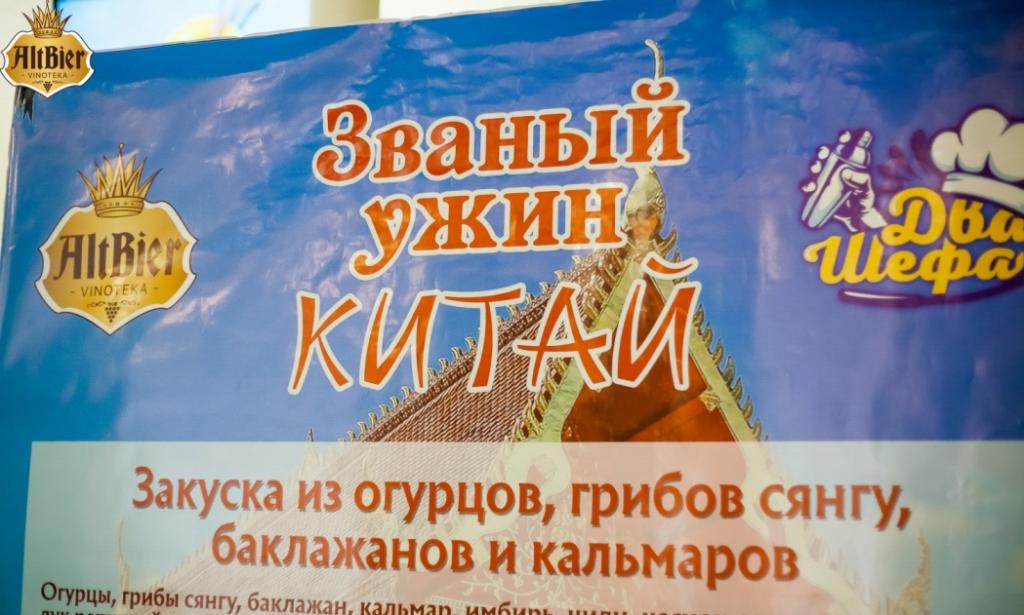 AltBier
- VINOTEKA -
Званый
ужин
КИТАЙ
AltBier
- VINOTEKA -
Два
Шефа
Закуска из огурцов, грибов сянгу,
баклажанов и кальмаров
Огурцы, грибы сянгу, баклажан, кальмар, имбирь, чили,